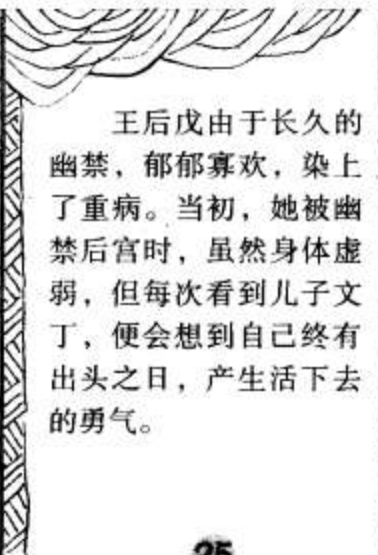 王后戊由于长久的
幽禁，郁郁寡欢，染上
了重病。当初，她被幽
禁后宫时，虽然身体虚
弱，但每次看到儿子文
丁，便会想到自己终有
出头之日，产生活下去
的勇气。
25